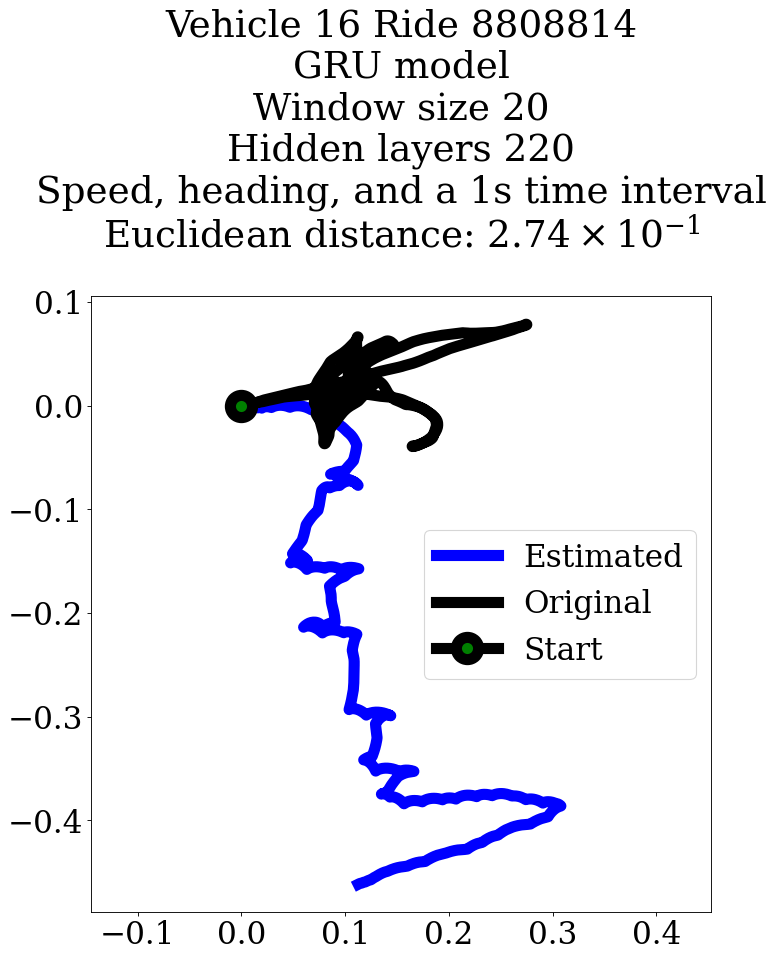 Vehicle 16 Ride 8808814
GRU model
Window size 20
Hidden layers 220
Speed, heading, and a 1s time interval
Euclidean distance: 2.74 × 10⁻¹
0.1
0.0
−0.1
−0.2
−0.3
−0.4
Estimated
Original
Start
−0.1 0.0 0.1 0.2 0.3 0.4